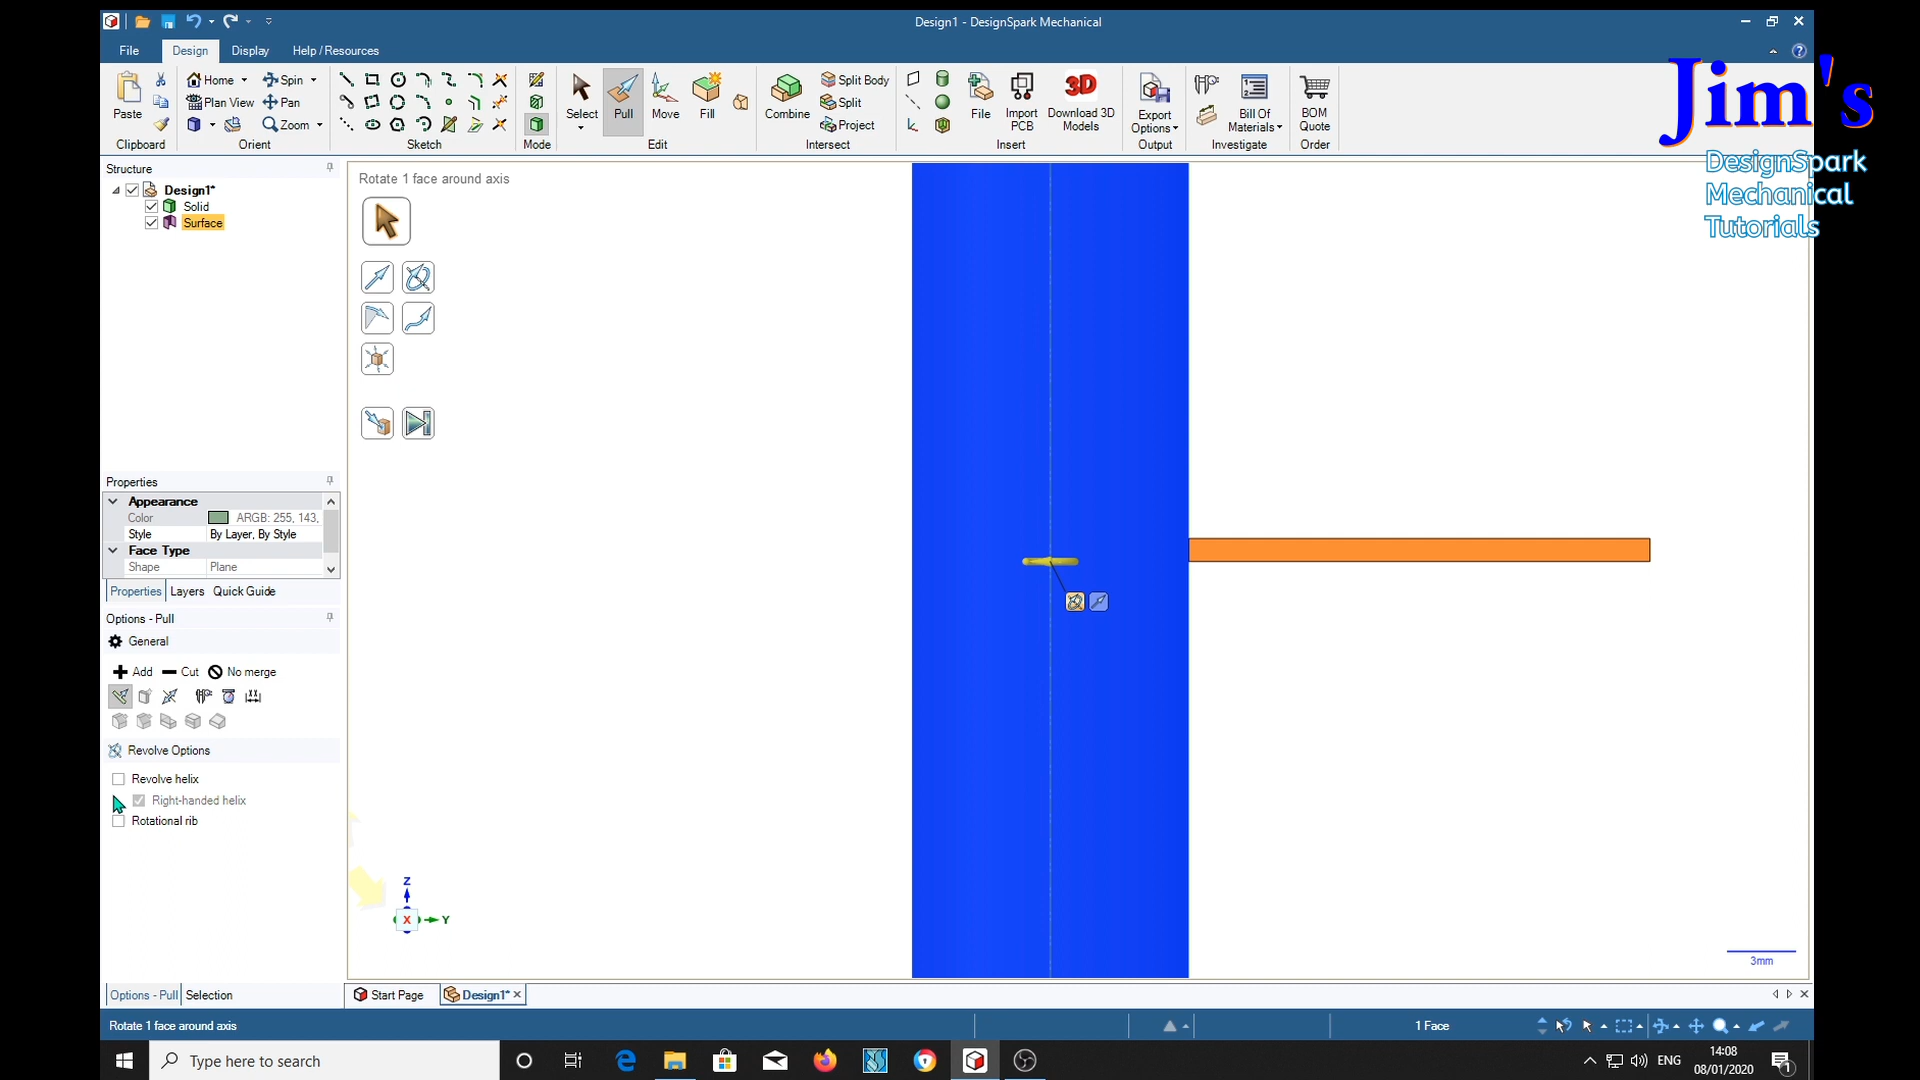 Design1 - DesignSpark Mechanical
File Design Display Help / Resources
Paste
Home Spin
Plan View Pan
Zoom
Select Pull Move Fill
Combine
Split Body
Split
Project
File Import PCB Download 3D Models
3D
Export Options
Bill Of Materials
BOM Quote
Clipboard Orient Sketch Mode Edit Intersect Insert Output Investigate Order
Jim's
DesignSpark
Mechanical
Tutorials
Structure
Design1*
Solid
Surface
Rotate 1 face around axis
Properties
Appearance
Color ARGB: 255, 143,
Style By Layer, By Style
Face Type
Shape Plane
Properties Layers Quick Guide
Options - Pull
General
Add Cut No merge
Revolve Options
Revolve helix
Right-handed helix
Rotational rib
Z
X Y
3mm
Options - Pull Selection
Start Page Design1*
Rotate 1 face around axis 1 Face
Type here to search
ENG
14:08
08/01/2020
1